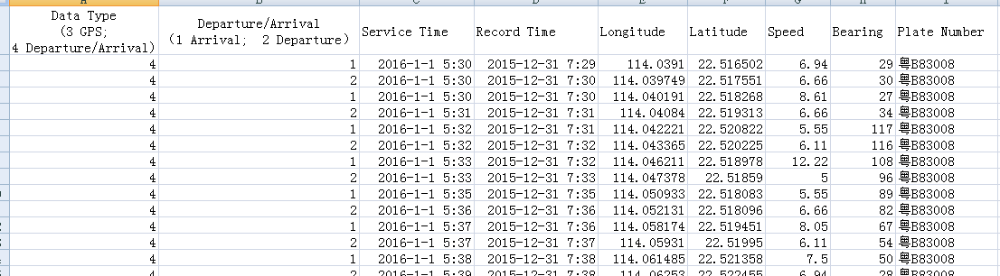 Data Type
(3 GPS;
4 Departure/Arrival)
Departure/Arrival
(1 Arrival; 2 Departure)
Service Time
Record Time
Longitude
Latitude
Speed
Bearing
Plate Number
4 1 2016-1-1 5:30 2015-12-31 7:29 114.0391 22.516502 6.94 29 粤B83008
4 2 2016-1-1 5:30 2015-12-31 7:30 114.039749 22.517551 6.66 30 粤B83008
4 1 2016-1-1 5:30 2015-12-31 7:30 114.040191 22.518268 8.61 27 粤B83008
4 2 2016-1-1 5:31 2015-12-31 7:31 114.04084 22.519313 6.66 34 粤B83008
4 1 2016-1-1 5:32 2015-12-31 7:31 114.042221 22.520822 5.55 117 粤B83008
4 2 2016-1-1 5:32 2015-12-31 7:32 114.043365 22.520225 6.11 116 粤B83008
4 1 2016-1-1 5:33 2015-12-31 7:32 114.046211 22.518978 12.22 108 粤B83008
4 2 2016-1-1 5:33 2015-12-31 7:33 114.047378 22.51859 5 96 粤B83008
4 1 2016-1-1 5:35 2015-12-31 7:35 114.050933 22.518083 5.55 89 粤B83008
4 2 2016-1-1 5:36 2015-12-31 7:36 114.052131 22.518096 6.66 82 粤B83008
4 1 2016-1-1 5:37 2015-12-31 7:36 114.058174 22.519451 8.05 67 粤B83008
4 2 2016-1-1 5:37 2015-12-31 7:37 114.05931 22.51995 6.11 54 粤B83008
4 1 2016-1-1 5:38 2015-12-31 7:38 114.061485 22.521358 7.5 50 粤B83008
4 2 2016-1-1 5:39 2015-12-31 7:38 114.06253 22.522455 6.94 28 粤B83008